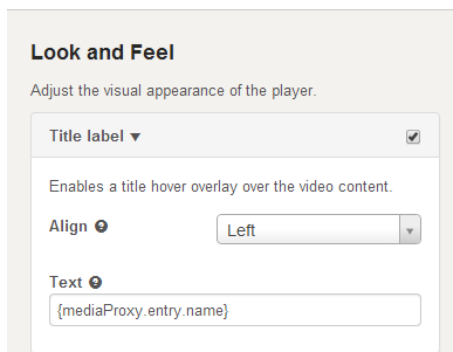 Look and Feel
Adjust the visual appearance of the player.
Title label
Enables a title hover overlay over the video content.
Align
Left
Text
{mediaProxy.entry.name}